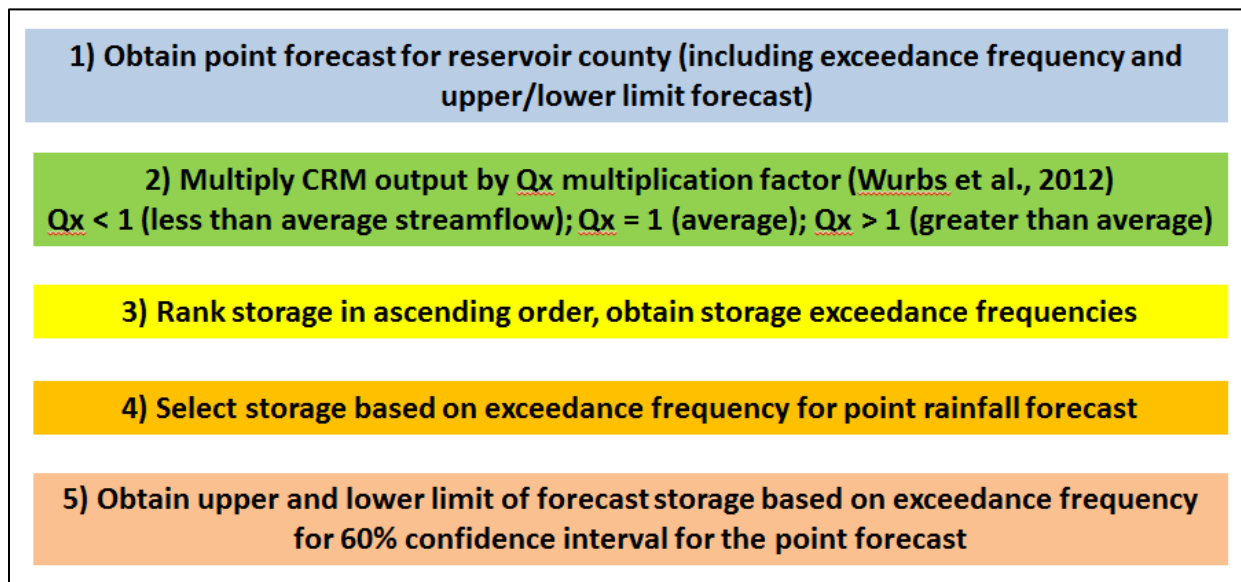 1) Obtain point forecast for reservoir county (including exceedance frequency and
upper/lower limit forecast)
2) Multiply CRM output by Qx multiplication factor (Wurbs et al., 2012)
Qx < 1 (less than average streamflow); Qx = 1 (average); Qx > 1 (greater than average)
3) Rank storage in ascending order, obtain storage exceedance frequencies
4) Select storage based on exceedance frequency for point rainfall forecast
5) Obtain upper and lower limit of forecast storage based on exceedance frequency
for 60% confidence interval for the point forecast